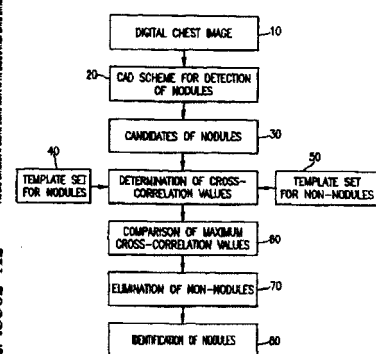 DIGITAL CHEST IMAGE
10
20
CAD SCHEME FOR DETECTION
OF NODULES
CANDIDATES OF NODULES
30
40
50
TEMPLATE SET
FOR NODULES
DETERMINATION OF CROSS-
CORRELATION VALUES
TEMPLATE SET
FOR NON-NODULES
COMPARISON OF MAXIMUM
CROSS-CORRELATION VALUES
60
ELIMINATION OF NON-NODULES
70
IDENTIFICATION OF NODULES
80